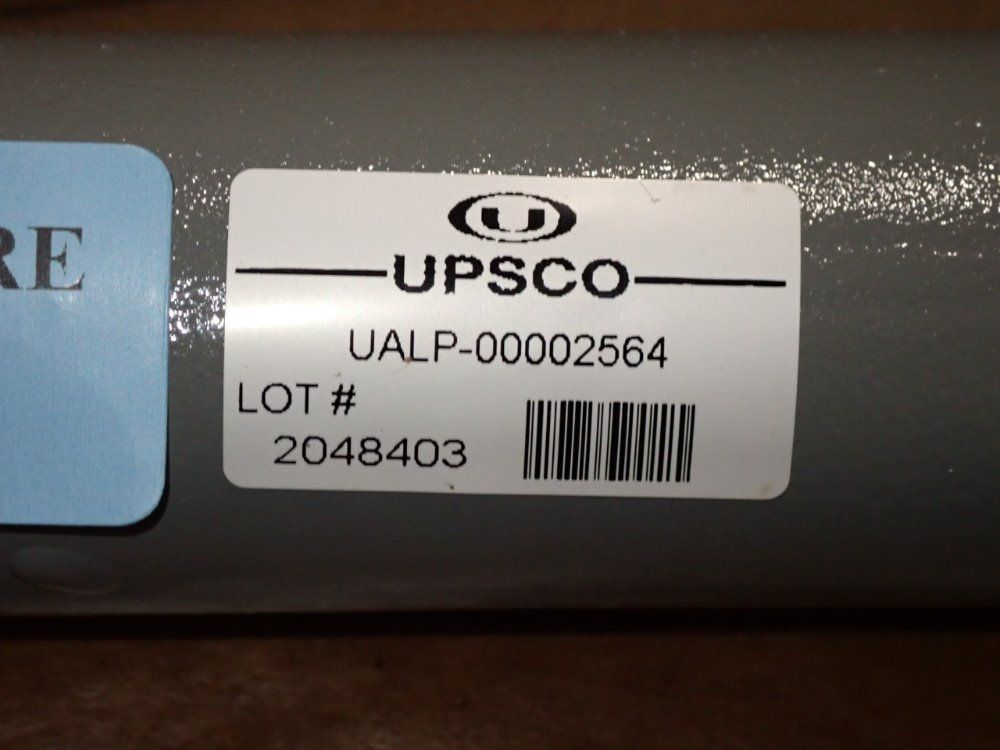 RE
U
UPSCO
UALP-00002564
LOT #
2048403